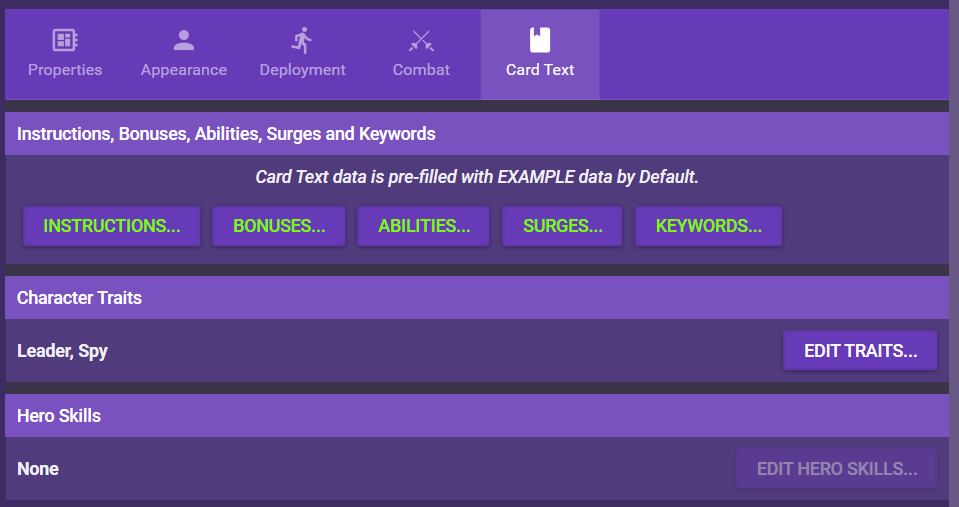 Properties Appearance Deployment Combat Card Text
Instructions, Bonuses, Abilities, Surges and Keywords
Card Text data is pre-filled with EXAMPLE data by Default.
INSTRUCTIONS... BONUSES... ABILITIES... SURGES... KEYWORDS...
Character Traits
Leader, Spy EDIT TRAITS...
Hero Skills
None EDIT HERO SKILLS...